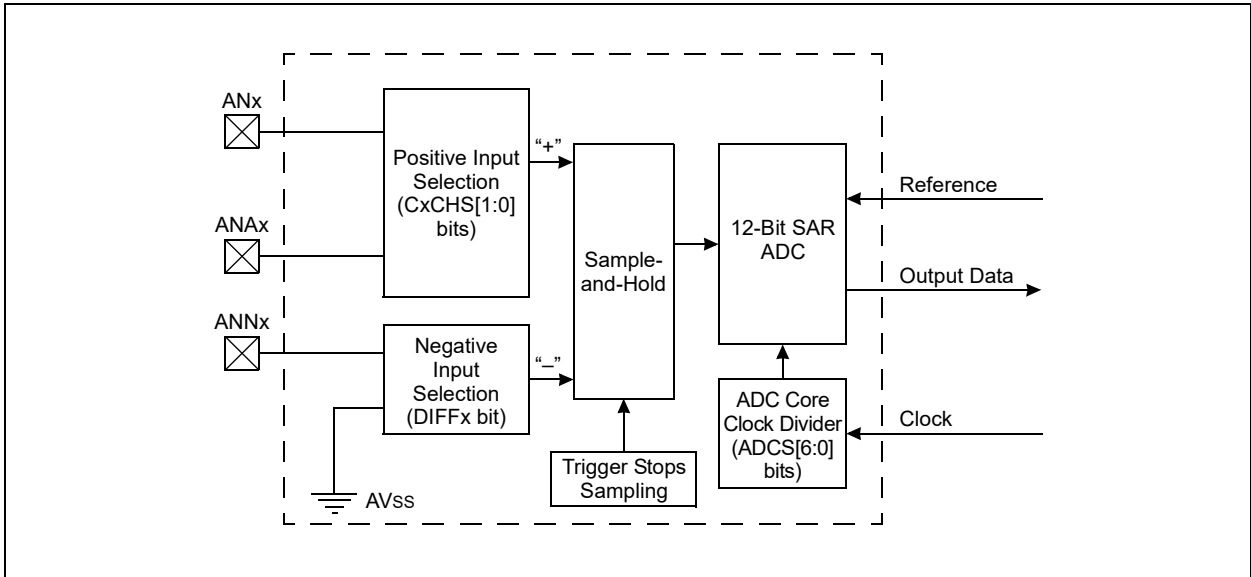 ANx
ANAx
ANNx
Positive Input
Selection
(CxCHS[1:0]
bits)
“+”
Negative
Input
Selection
(DIFFx bit)
“–”
AVSS
Sample-
and-Hold
Trigger Stops
Sampling
12-Bit SAR
ADC
ADC Core
Clock Divider
(ADCS[6:0]
bits)
Reference
Output Data
Clock